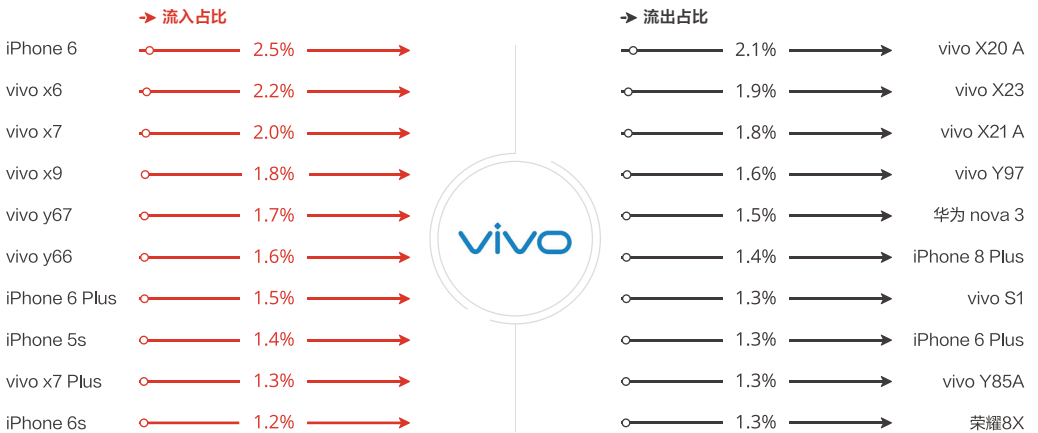 流入占比 流出占比
iPhone 6 2.5% 2.1% vivo X20 A
vivo x6 2.2% 1.9% vivo X23
vivo x7 2.0% 1.8% vivo X21 A
vivo x9 1.8% 1.6% vivo Y97
vivo y67 1.7% 1.5% 华为 nova 3
vivo
vivo y66 1.6% 1.4% iPhone 8 Plus
iPhone 6 Plus 1.5% 1.3% vivo S1
iPhone 5s 1.4% 1.3% iPhone 6 Plus
vivo x7 Plus 1.3% 1.3% vivo Y85A
iPhone 6s 1.2% 1.3% 荣耀8X